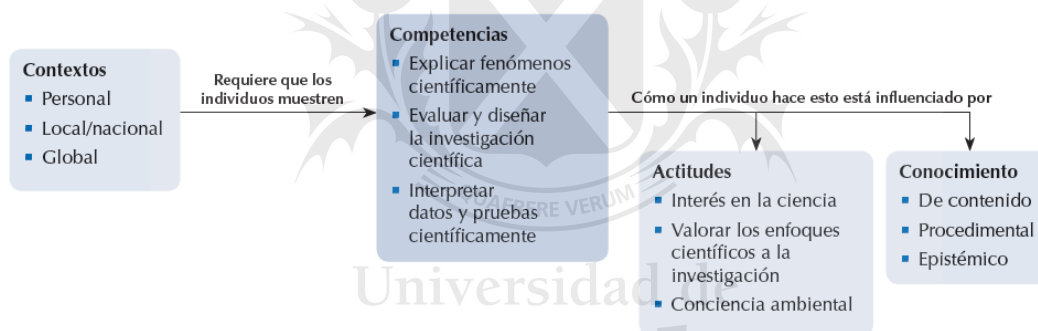 Contextos
Personal
Local/nacional
Global
Requiere que los
individuos muestren
Competencias
Explicar fenómenos
científicamente
Evaluar y diseñar
la investigación
científica
Interpretar
datos y pruebas
científicamente
Cómo un individuo hace esto está influenciado por
Actitudes
Interés en la ciencia
Valorar los enfoques
científicos a la
investigación
Conciencia ambiental
Conocimiento
De contenido
Procedimental
Epistémico
QUAERERE VERUM
Universidad de